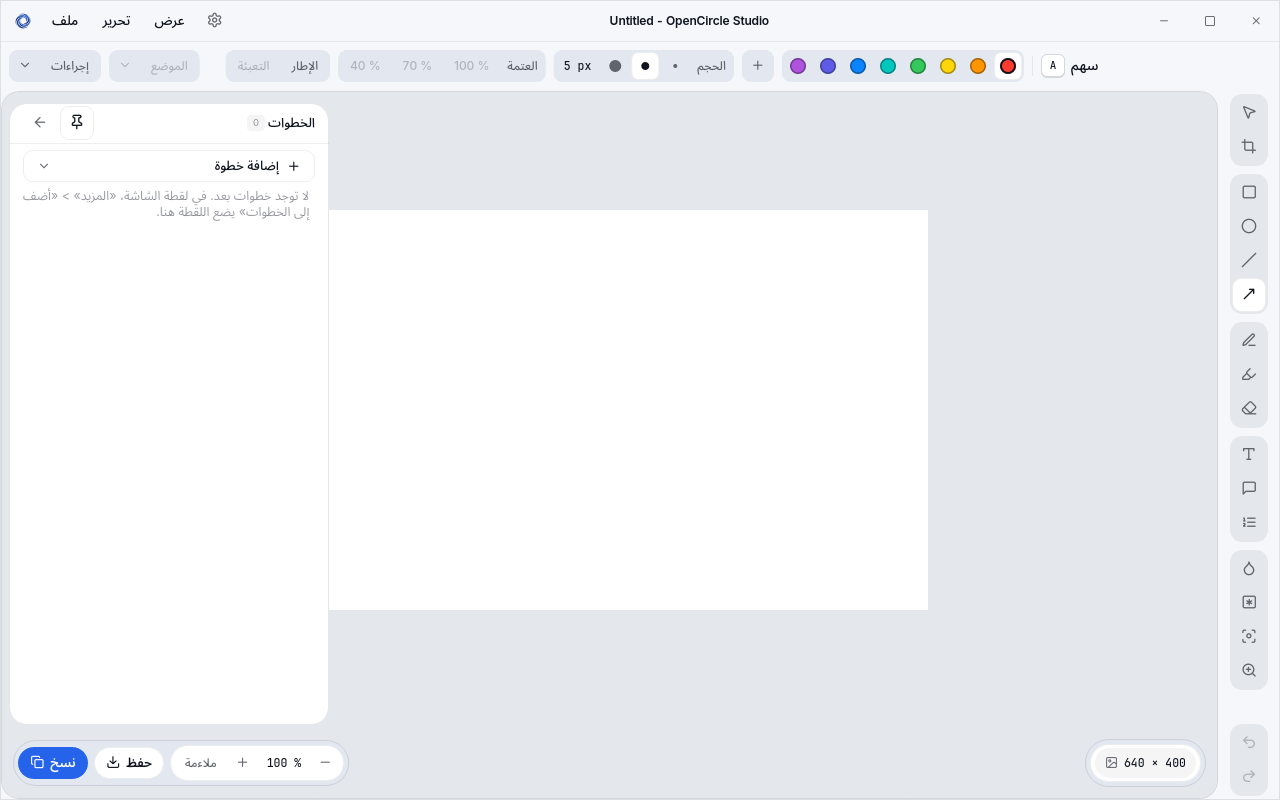 ملف تحرير عرض Untitled - OpenCircle Studio
سهم A الحجم 5 px العتمة 100 % 70 % 40 % الإطار التعبئة الموضع إجراءات
الخطوات 0
إضافة خطوة
لا توجد خطوات بعد. في لقطة الشاشة، «المزيد» > «أضف
إلى الخطوات» يضع اللقطة هنا.
T
640 × 400
100 % ملاءمة حفظ نسخ